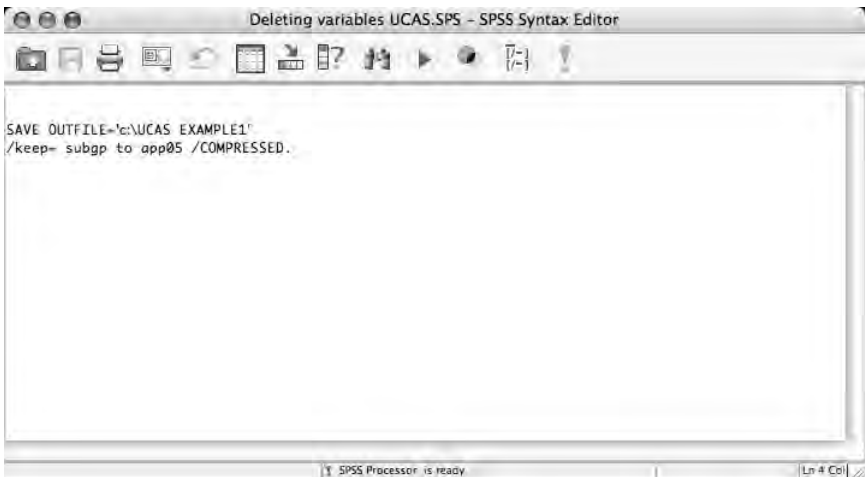 Deleting variables UCAS.SPS - SPSS Syntax Editor
SAVE OUTFILE='c:\UCAS EXAMPLE1'
/keep= subgp to app05 /COMPRESSED.
SPSS Processor is ready
Ln 4 Col